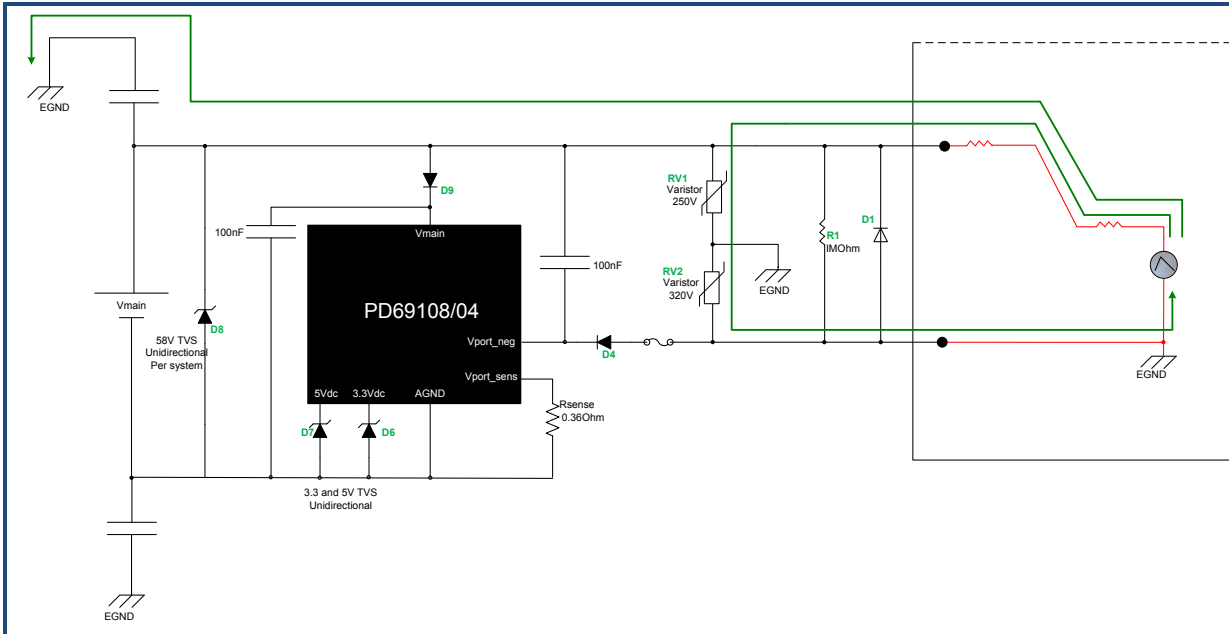 EGND
RV1
Varistor
250V
D9
D1
100nF
Vmain
R1
IMOhm
100nF
EGND
RV2
Varistor
320V
Vmain
PD69108/04
D8
58V TVS
Unidirectional
Per system
Vport_neg
D4
EGND
Vport_sens
5Vdc
3.3Vdc
AGND
Rsense
0.36Ohm
D7
D6
3.3 and 5V TVS
Unidirectional
EGND